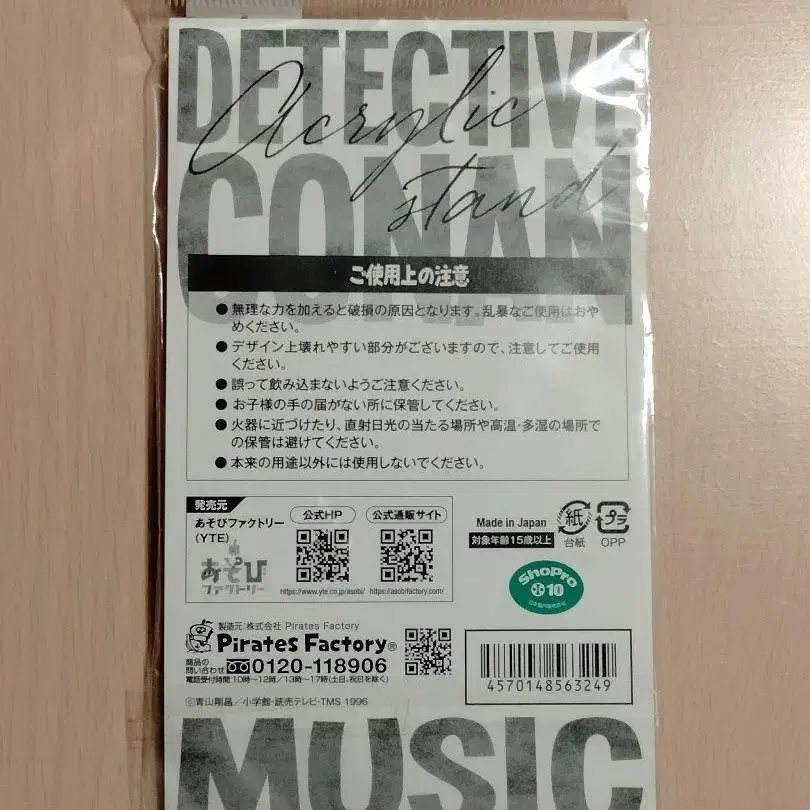 DETECTIVE
Acrylic
CONAN
stand
ご使用上の注意
●無理な力を加えると破損の原因となります。乱暴なご使用はおや
めください。
●デザイン上壊れやすい部分がございますので、注意してご使用
ください。
●誤って飲み込まないようご注意ください。
●お子様の手の届がない所に保管してください。
●火器に近づけたり、直射日光の当たる場所や高温・多湿の場所で
の保管は避けてください。
●本来の用途以外には使用しないでください。
発売元
あそびファクトリー
(YTE)
あそび
ファクトリー
公式HP
公式通販サイト
https://www.yte.co.jp/asobi/
https://asobifactory.com/
Made in Japan
対象年齢15歳以上
紙
台紙
プラ
OPP
ShoPro
10
日本国内販売許可
製造元 株式会社 Pirates Factory
Pirates Factory®
商品の
問い合わせ 0120-118906
電話受付時間:10時〜12時/13時〜17時(土日、祝日を除く)
4570148563249
©青山剛昌/小学館・読売テレビ・TMS 1996
MUSIC